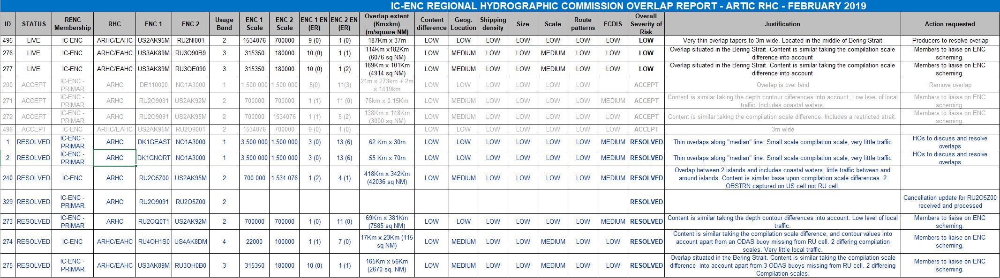 IC-ENC REGIONAL HYDROGRAPHIC COMMISSION OVERLAP REPORT - ARTIC RHC - FEBRUARY 2019
ID STATUS RENC Membership RHC ENC 1 ENC 2 Usage Band ENC 1 Scale ENC 2 Scale ENC 1 EN (ER) ENC 2 EN (ER) Overlap extent (Kmxkm) (m/square NM) Content difference Geog. Location Shipping density Size Scale Route patterns ECDIS Overall Severity of Risk Justification Action requested
495 LIVE IC-ENC ARHC/EAHC US2AK95M RU2NI001 2 1534076 700000 9 (0) 1 (0) 187Km x 37m LOW LOW LOW LOW LOW LOW LOW LOW Very thin overlap tapers to 3m wide. Located in the middle of Bering Strait Producers to resolve overlap
276 LIVE IC-ENC ARHC/EAHC US3AK89M RU3O90B9 3 315350 180000 10 (0) 1 (1) 114Km x182Km (6076 sq NM) LOW MEDIUM LOW LOW MEDIUM LOW LOW LOW Overlap situated in the Bering Strait. Content is similar taking the compilation scale difference into account Members to liaise on ENC scheming.
277 LIVE IC-ENC ARHC/EAHC US3AK89M RU3OE090 3 315350 180000 10 (0) 1 (2) 169Km x 101Km (4914 sq NM) LOW MEDIUM LOW LOW MEDIUM LOW LOW LOW Overlap situated in the Bering Strait. Content is similar taking the compilation scale difference into account Members to liaise on ENC scheming.
200 ACCEPT IC-ENC - PRIMAR ARHC DE110000 NO1A3000 1 1 500 000 1 500 000 5(0) 11(3) 21m x 273km + 2m x 1419km LOW LOW LOW LOW LOW LOW ACCEPT Overlap is over land Remove overlap
271 ACCEPT IC-ENC - PRIMAR ARHC RU2O9091 US2AK92M 2 700000 700000 1 (1) 11 (0) 76km x 0.15Km LOW MEDIUM LOW LOW LOW LOW MEDIUM ACCEPT Content is similar taking the depth contour differences into account. Low level of local traffic. Includes coastal waters. Members to liaise on ENC scheming.
272 ACCEPT IC-ENC - PRIMAR ARHC RU2O9091 US2AK95M 2 700000 1534076 1 (1) 5 (2) 138Km x 148Km (3000 sq NM) LOW MEDIUM LOW LOW LOW LOW LOW ACCEPT Content is similar taking the compilation scale difference. Includes a restricted strait. Members to liaise on ENC scheming.
496 ACCEPT IC-ENC ARHC/EAHC US2AK95M RU2O9001 2 1534076 700000 9 (0) 1 (0) LOW LOW LOW LOW LOW LOW LOW ACCEPT 3m wide
1 RESOLVED IC-ENC - PRIMAR ARHC DK1GEAST NO1A3000 1 3 500 000 1 500 000 3 (0) 13 (6) 62 Km x 30m LOW LOW LOW LOW LOW LOW MEDIUM RESOLVED Thin overlaps along "median" line. Small scale compilation scale, very little traffic HOs to discuss and resolve overlaps
2 RESOLVED IC-ENC - PRIMAR ARHC DK1GNORT NO1A3000 1 3 500 000 1 500 000 3 (0) 13 (6) 55 Km x 70m LOW LOW LOW LOW LOW LOW MEDIUM RESOLVED Thin overlaps along "median" line. Small scale compilation scale, very little traffic HOs to discuss and resolve overlaps
240 RESOLVED IC-ENC ARHC RU2O5Z00 US2AK95M 2 700 000 1 534 076 1 (2) 4 (1) 418Km x 342Km (42036 sq NM) LOW MEDIUM LOW LOW LOW LOW MEDIUM RESOLVED Overlap between 2 islands and includes coastal waters, little traffic between and around islands. Content is similar base upon compilation scale differences. 2 OBSTRN captured on US cell not RU cell.
329 RESOLVED IC-ENC - PRIMAR ARHC RU2O9091 RU2O5Z00 2 RESOLVED Cancellation update for RU2O5Z00 received and processed
273 RESOLVED IC-ENC - PRIMAR ARHC RU2OQ0T1 US2AK92M 2 700000 700000 1 (0) 11 (0) 69Km x 381Km (7585 sq NM) LOW LOW LOW LOW LOW LOW MEDIUM RESOLVED Content is similar taking the depth contour differences into account. Low level of local traffic. Members to liaise on ENC scheming.
274 RESOLVED IC-ENC ARHC/EAHC RU4OH1S0 US4AK8DM 4 22000 100000 1 (1) 7 (0) 17Km x 23Km (115 sq NM) LOW MEDIUM LOW LOW MEDIUM LOW LOW RESOLVED Content is similar taking the compilation scale difference, and contour values into account apart from an ODAS buoy missing from RU cell. 2 differing compilation scales. Very little local traffic. Members to liaise on ENC scheming.
275 RESOLVED IC-ENC - PRIMAR ARHC/EAHC US3AK89M RU3OH0B0 3 315350 180000 10 (0) 1 (1) 165Km x 56Km (2670 sq. NM) LOW MEDIUM LOW LOW MEDIUM LOW LOW RESOLVED Overlap situated in the Bering Strait. Content is similar taking the compilation scale difference into account apart from 3 ODAS buoys missing from RU cell. 2 differeing Compilation scales. Members to liaise on ENC scheming.